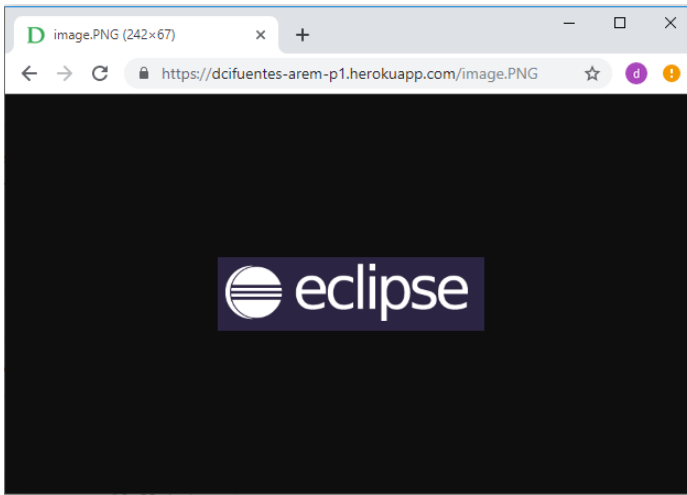 D image.PNG (242×67)
https://dcifuentes-arem-p1.herokuapp.com/image.PNG d
eclipse